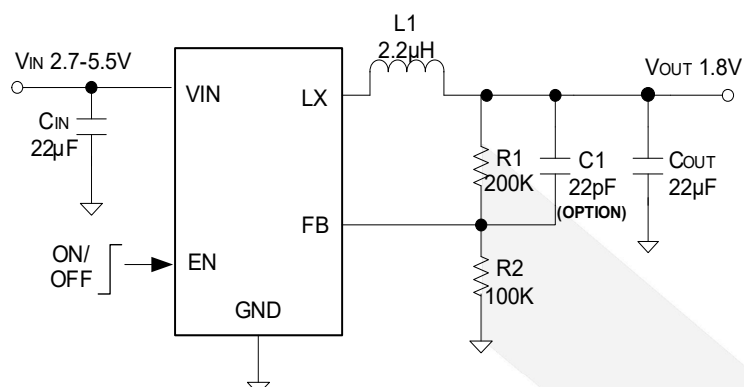 L1
2.2µH
VIN 2.7-5.5V
VOUT 1.8V
VIN
LX
CIN
22µF
R1
200K
C1
22pF
(OPTION)
COUT
22µF
FB
ON/
OFF
EN
R2
100K
GND